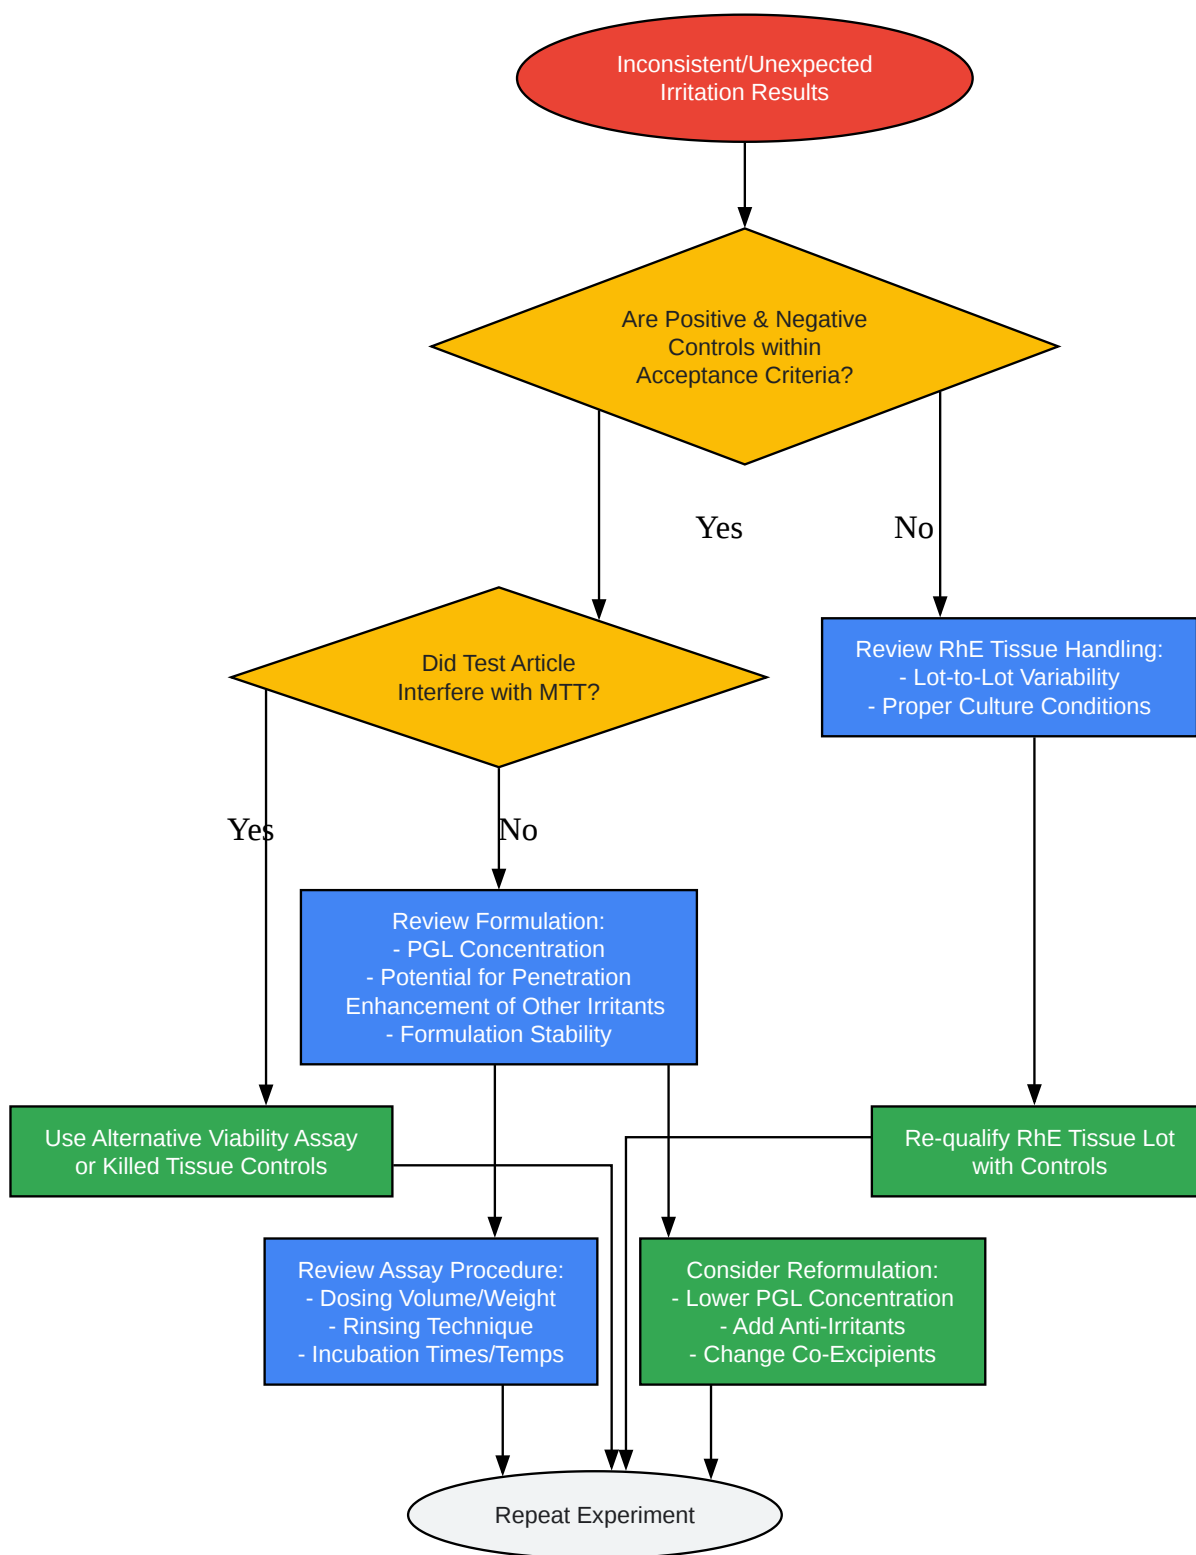 Inconsistent/Unexpected
Irritation Results
Are Positive & Negative
Controls within
Acceptance Criteria?
Yes
No
Did Test Article
Interfere with MTT?
Review RhE Tissue Handling:
- Lot-to-Lot Variability
- Proper Culture Conditions
Yes
No
Review Formulation:
- PGL Concentration
- Potential for Penetration
Enhancement of Other Irritants
- Formulation Stability
Use Alternative Viability Assay
or Killed Tissue Controls
Re-qualify RhE Tissue Lot
with Controls
Review Assay Procedure:
- Dosing Volume/Weight
- Rinsing Technique
- Incubation Times/Temps
Consider Reformulation:
- Lower PGL Concentration
- Add Anti-Irritants
- Change Co-Excipients
Repeat Experiment